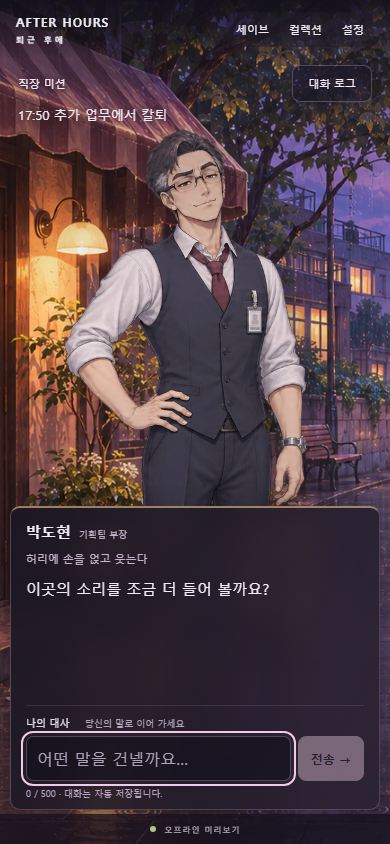 AFTER HOURS
퇴근 후에
세이브 컬렉션 설정
직장 미션
대화 로그
17:50 추가 업무에서 칼퇴
박도현 기획팀 부장
허리에 손을 얹고 웃는다
이곳의 소리를 조금 더 들어 볼까요?
나의 대사 당신의 말로 이어 가세요
어떤 말을 건넬까요...
전송 →
0 / 500 · 대화는 자동 저장됩니다.
오프라인 미리보기